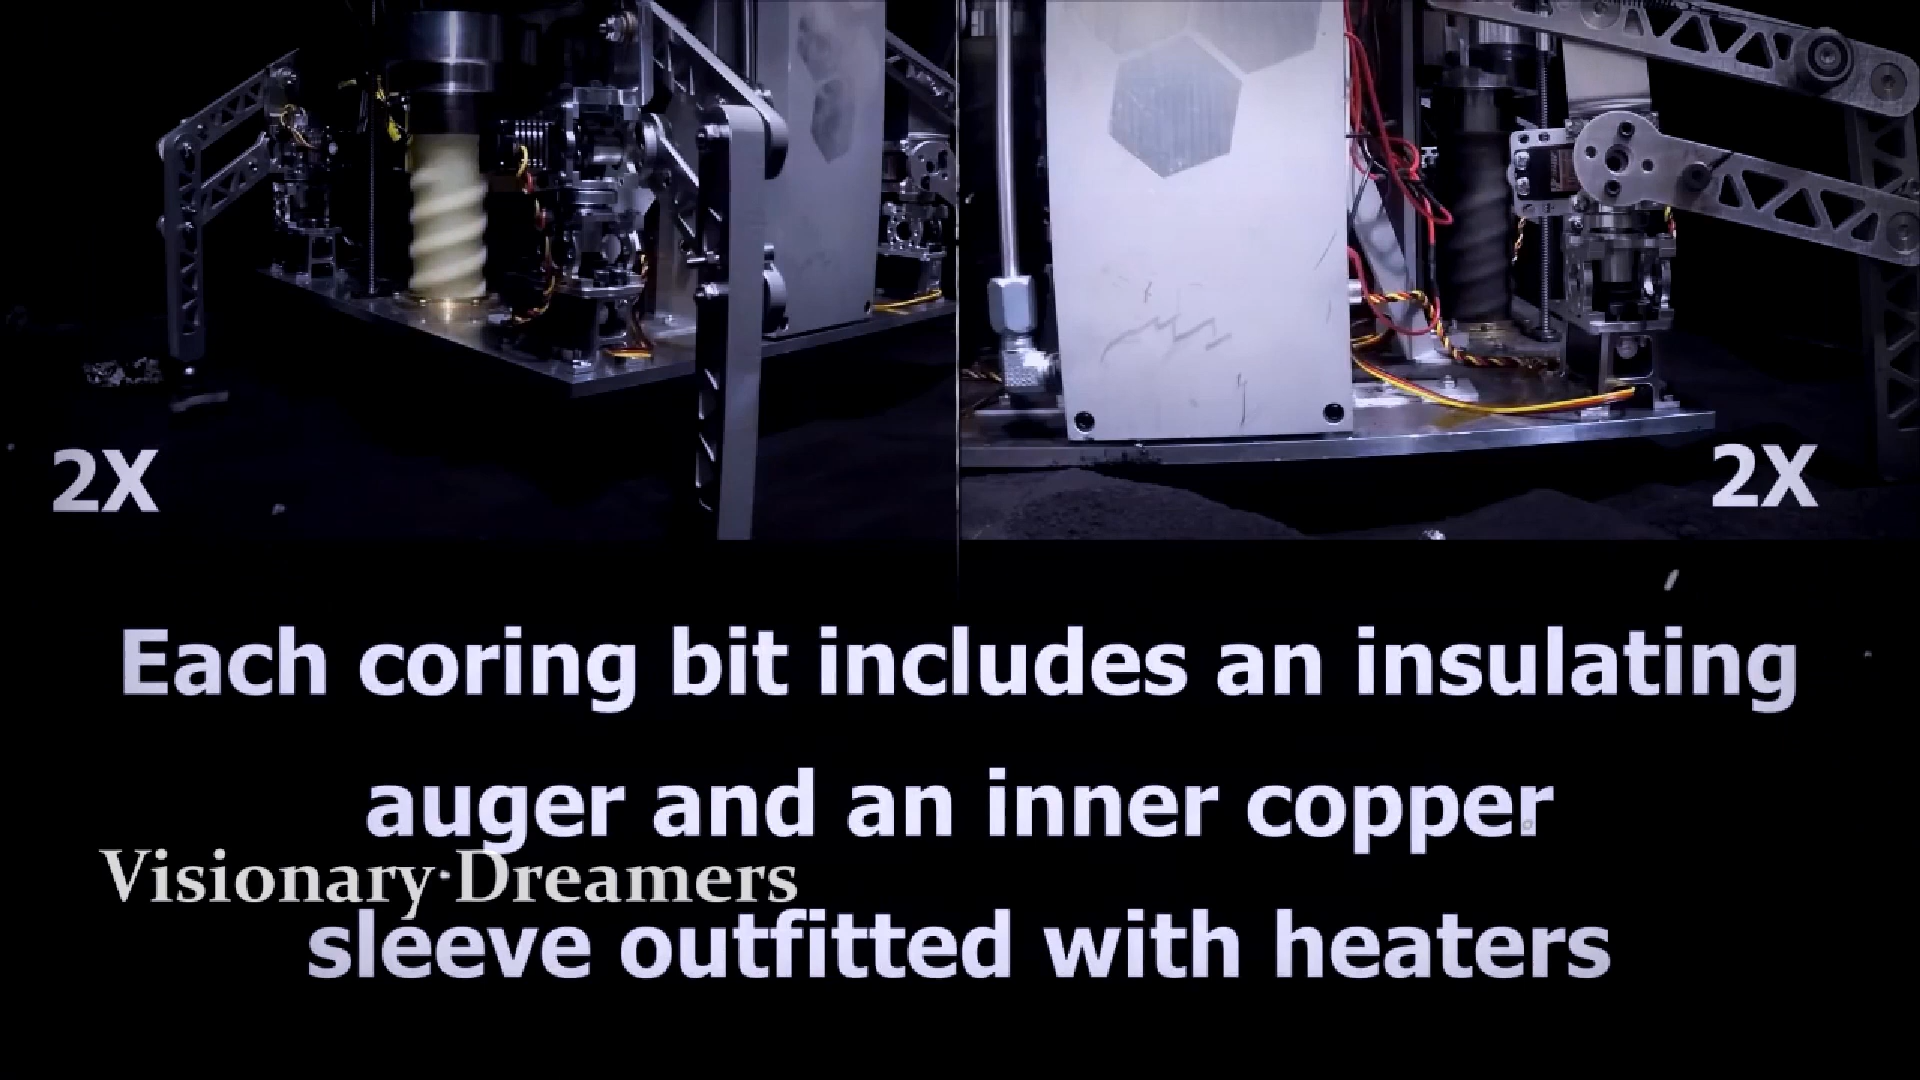 2X
2X
Each coring bit includes an insulating
auger and an inner copper
Visionary Dreamers
sleeve outfitted with heaters